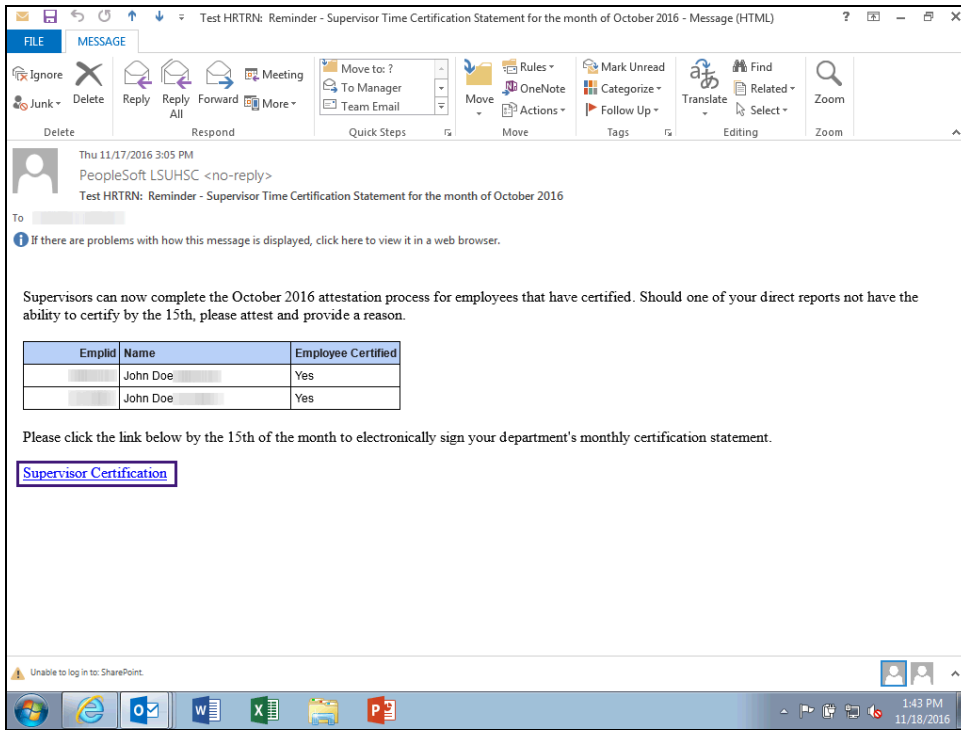 Test HRTRN: Reminder - Supervisor Time Certification Statement for the month of October 2016 - Message (HTML)
FILE MESSAGE
Ignore
Junk
Delete
Reply
Reply All
Forward
Meeting
More
Move to: ?
To Manager
Team Email
Move
Rules
OneNote
Actions
Mark Unread
Categorize
Follow Up
Translate
Find
Related
Select
Zoom
Delete Respond Quick Steps Move Tags Editing Zoom
Thu 11/17/2016 3:05 PM
PeopleSoft LSUHSC <no-reply>
Test HRTRN: Reminder - Supervisor Time Certification Statement for the month of October 2016
To
If there are problems with how this message is displayed, click here to view it in a web browser.
Supervisors can now complete the October 2016 attestation process for employees that have certified. Should one of your direct reports not have the
ability to certify by the 15th, please attest and provide a reason.
Emplid Name Employee Certified
John Doe Yes
John Doe Yes
Please click the link below by the 15th of the month to electronically sign your department's monthly certification statement.
Supervisor Certification
Unable to log in to: SharePoint.
1:43 PM
11/18/2016